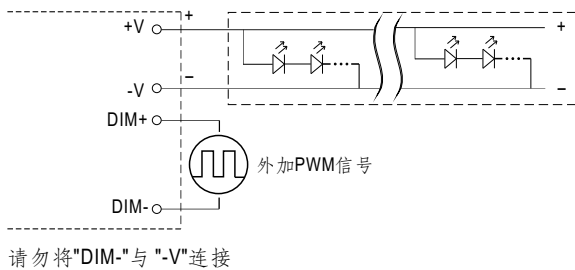 +V
+
+
-V
−
−
DIM+
外加PWM信号
DIM-
请勿将"DIM-"与 "-V"连接